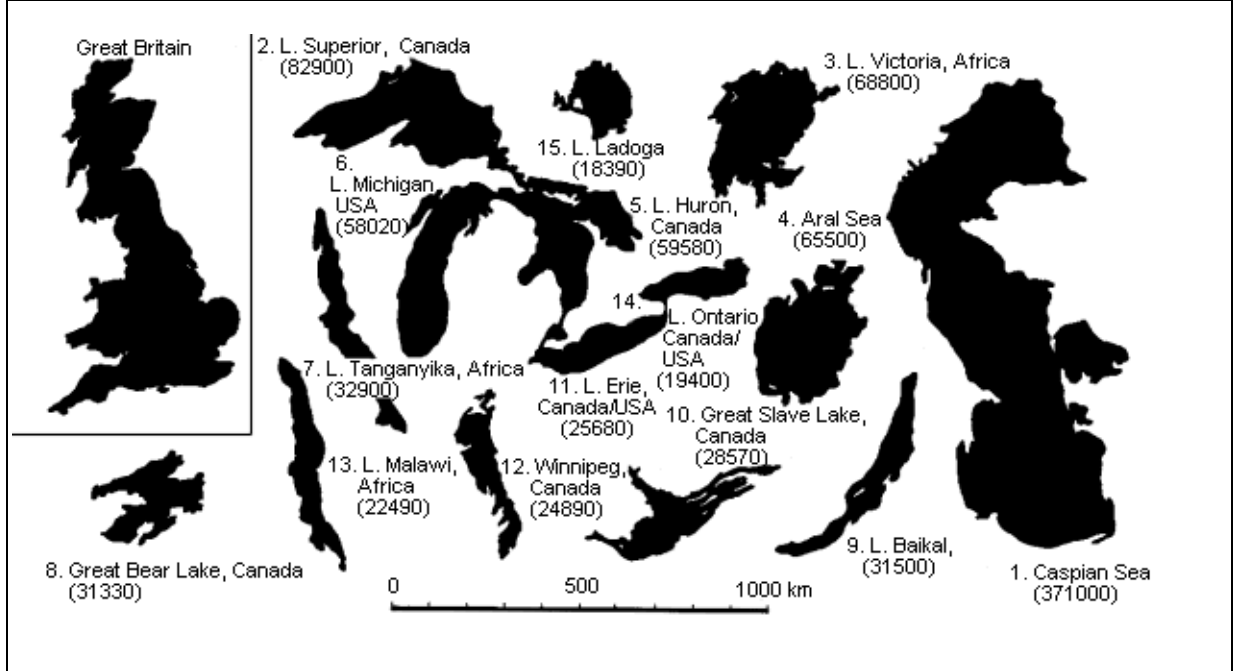 Great Britain
2. L. Superior, Canada
(82900)
3. L. Victoria, Africa
(68800)
15. L. Ladoga
(18390)
6.
L. Michigan
USA
(58020)
5. L. Huron,
Canada
(59580)
4. Aral Sea
(65500)
14.
L. Ontario
Canada/
USA
(19400)
7. L. Tanganyika, Africa
(32900)
11. L. Erie,
Canada/USA
(25680)
10. Great Slave Lake,
Canada
(28570)
13. L. Malawi,
Africa
(22490)
12. Winnipeg,
Canada
(24890)
9. L. Baikal,
(31500)
8. Great Bear Lake, Canada
(31330)
1. Caspian Sea
(371000)
0 500 1000 km